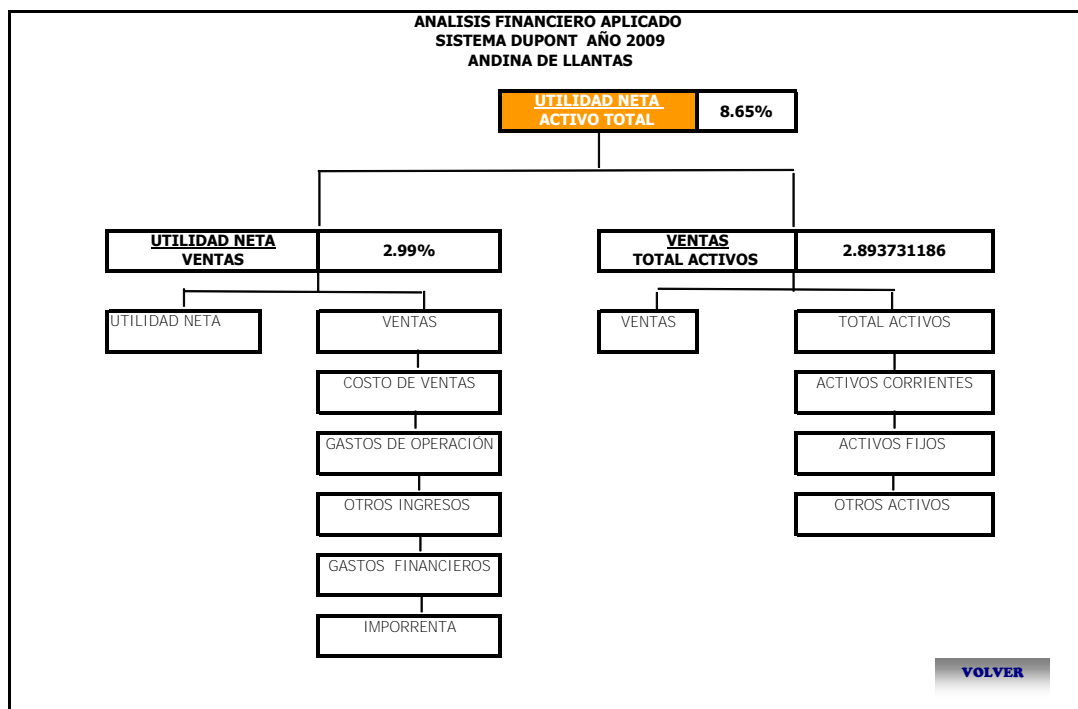 ANALISIS FINANCIERO APLICADO
SISTEMA DUPONT AÑO 2009
ANDINA DE LLANTAS
UTILIDAD NETA
ACTIVO TOTAL
8.65%
UTILIDAD NETA
VENTAS
2.99%
VENTAS
TOTAL ACTIVOS
2.893731186
UTILIDAD NETA
VENTAS
VENTAS
TOTAL ACTIVOS
COSTO DE VENTAS
ACTIVOS CORRIENTES
GASTOS DE OPERACIÓN
ACTIVOS FIJOS
OTROS INGRESOS
OTROS ACTIVOS
GASTOS FINANCIEROS
IMPORRENTA
VOLVER